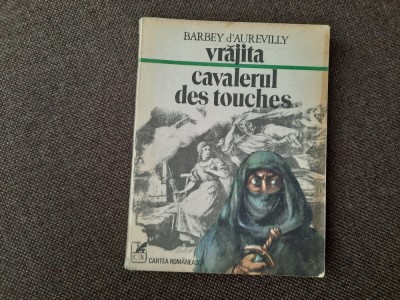 BARBEY d'AUREVILLY
vrăjita
cavalerul
des touches
CARTEA ROMÂNEASCĂ